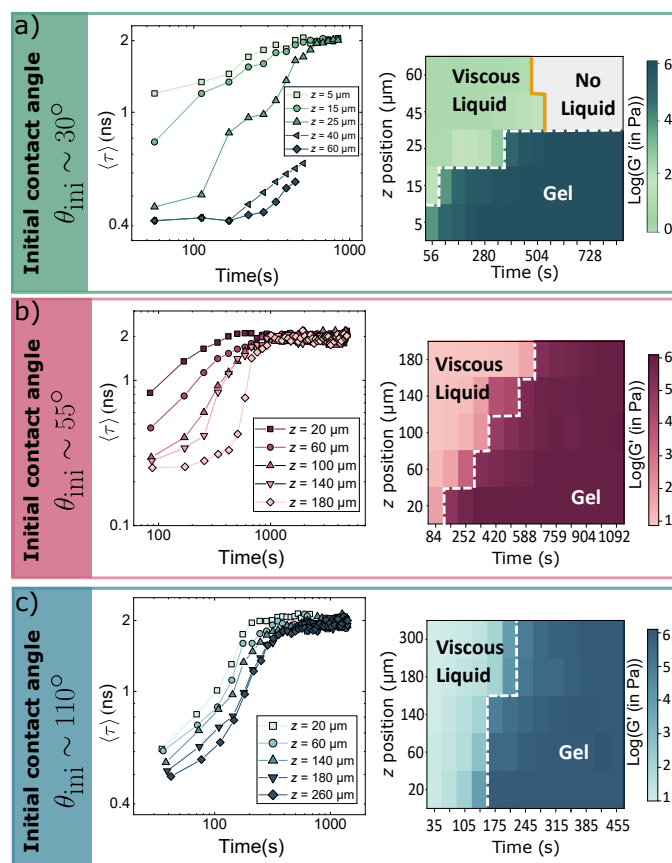 a)
Initial contact angle
θini ∼ 30°
⟨τ⟩ (ns)
2
1
0.4
100
1000
Time(s)
z = 5 µm
z = 15 µm
z = 25 µm
z = 40 µm
z = 60 µm
z position (µm)
60
45
25
15
5
Viscous
Liquid
No
Liquid
Gel
56 280 504 728
Time (s)
6
4
2
0
Log(G' (in Pa))
b)
Initial contact angle
θini ∼ 55°
⟨τ⟩ (ns)
2
1
0.1
100
1000
Time(s)
z = 20 µm
z = 60 µm
z = 100 µm
z = 140 µm
z = 180 µm
z position (µm)
180
120
100
60
20
Viscous
Liquid
Gel
84 252 420 588 759 904 1092
Time (s)
6
5
4
3
2
1
Log(G' (in Pa))
c)
Initial contact angle
θini ∼ 110°
⟨τ⟩ (ns)
2
1
0.4
100
1000
Time(s)
z = 20 µm
z = 60 µm
z = 140 µm
z = 180 µm
z = 260 µm
z position (µm)
300
180
140
60
20
Viscous
Liquid
Gel
35 105 175 245 315 385 455
Time (s)
6
5
4
3
2
1
Log(G' (in Pa))